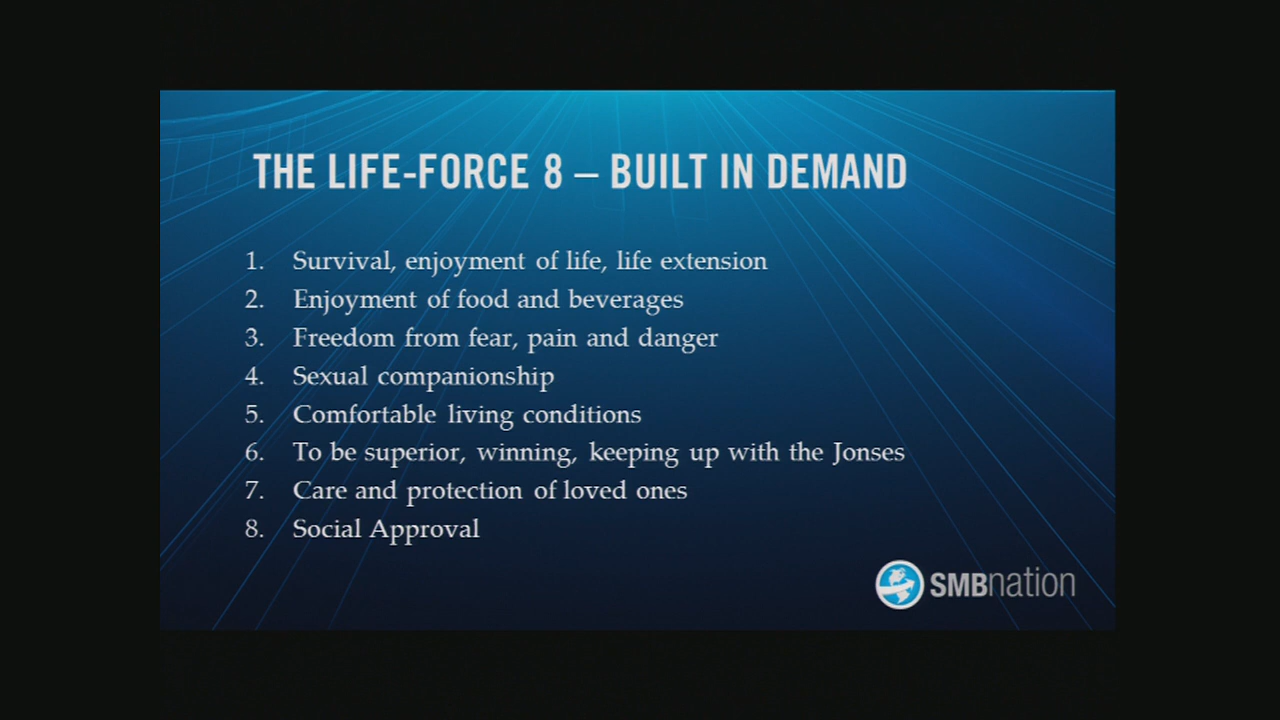 THE LIFE-FORCE 8 – BUILT IN DEMAND
1. Survival, enjoyment of life, life extension
2. Enjoyment of food and beverages
3. Freedom from fear, pain and danger
4. Sexual companionship
5. Comfortable living conditions
6. To be superior, winning, keeping up with the Jonses
7. Care and protection of loved ones
8. Social Approval
SMBnation